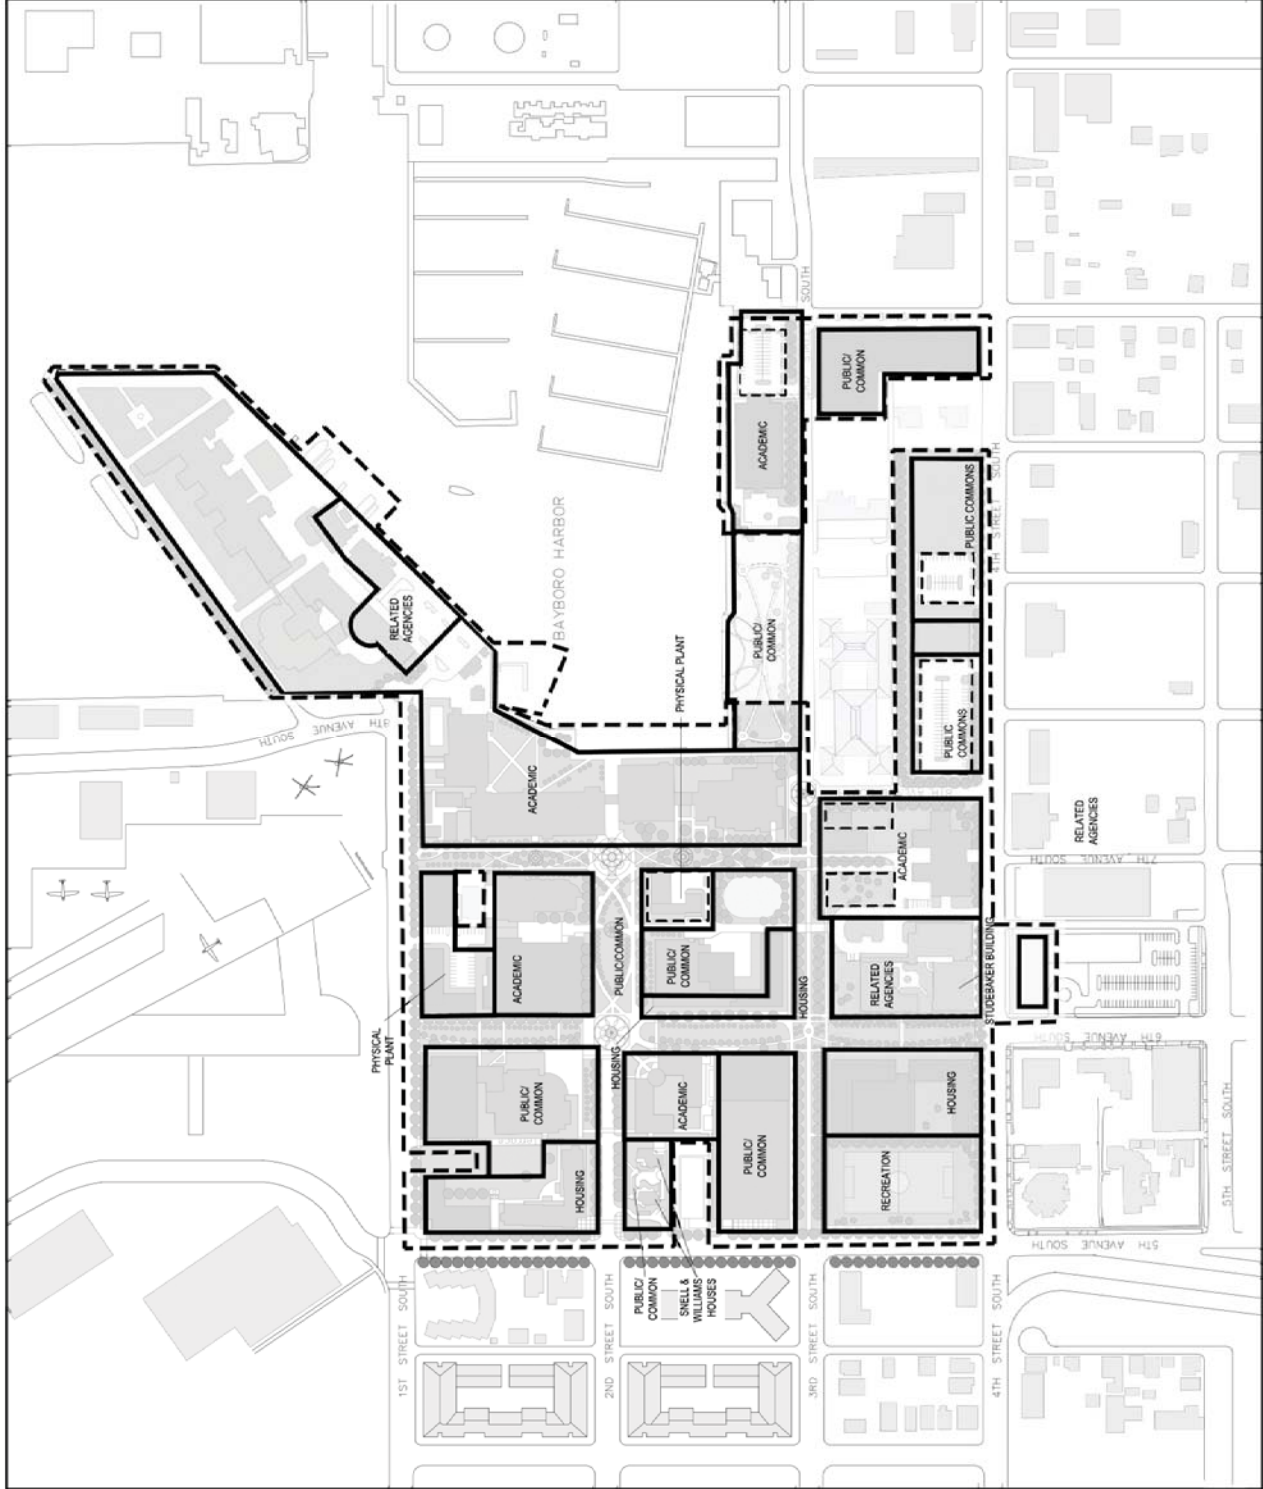 SOUTH
PUBLIC/
COMMON
ACADEMIC
PUBLIC COMMONS
4TH STREET SOUTH
BAYBORO HARBOR
RELATED
AGENCIES
PUBLIC/
COMMON
PHYSICAL PLANT
PUBLIC
COMMONS
8TH
AVENUE
SOUTH
ACADEMIC
RELATED
AGENCIES
ACADEMIC
7TH AVENUE SOUTH
PUBLIC/COMMON
PUBLIC/
COMMON
ACADEMIC
RELATED
AGENCIES
STUDEBAKER BUILDING
HOUSING
PHYSICAL
PLANT
HOUSING
6TH AVENUE SOUTH
PUBLIC/
COMMON
ACADEMIC
HOUSING
PUBLIC/
COMMON
HOUSING
RECREATION
5TH STREET SOUTH
5TH AVENUE SOUTH
PUBLIC/
COMMON
SNELL &
WILLIAMS
HOUSES
1ST STREET SOUTH
2ND STREET SOUTH
3RD STREET SOUTH
4TH STREET SOUTH